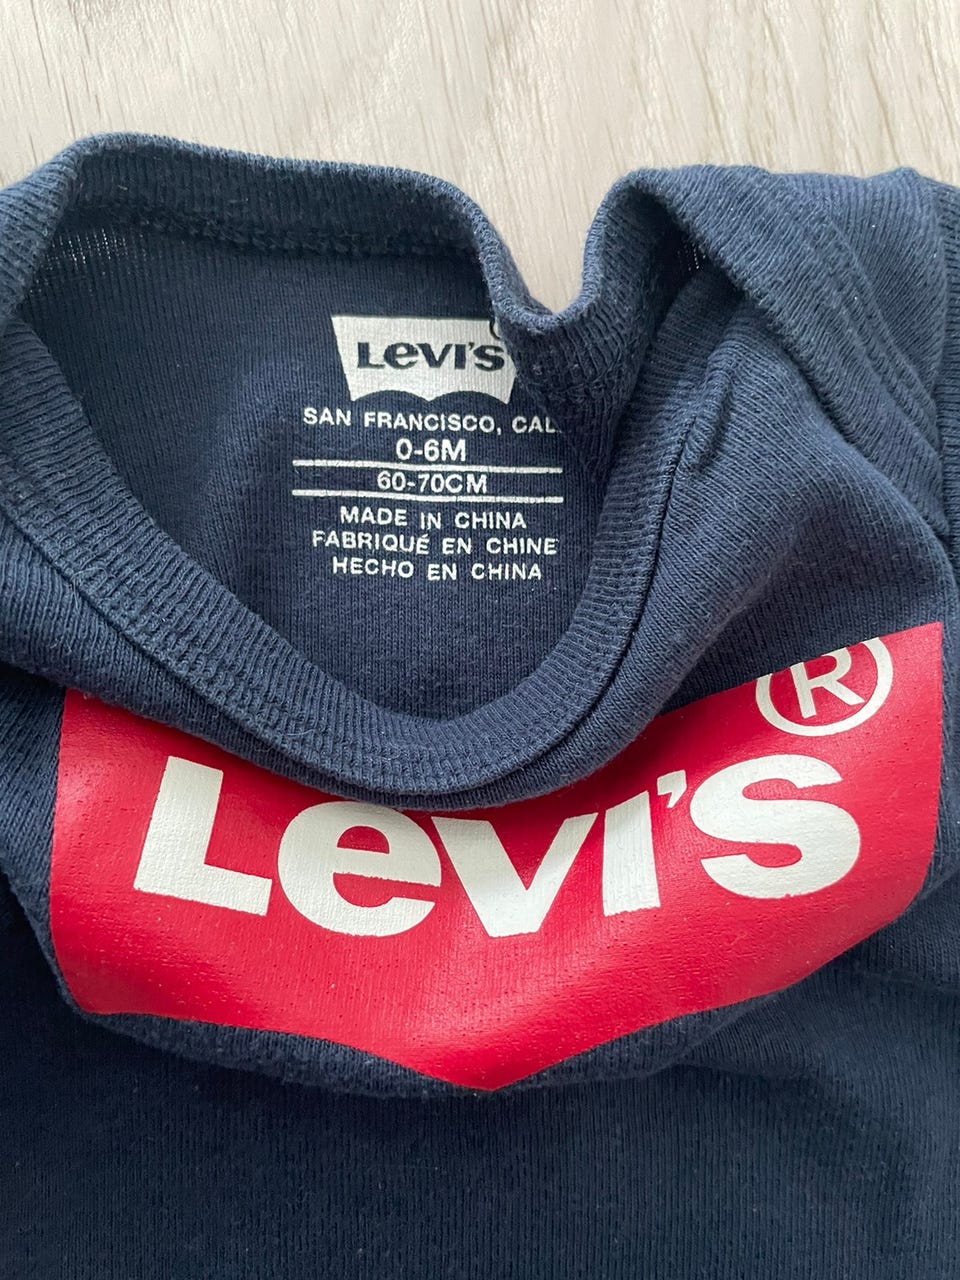 LEVI'S
SAN FRANCISCO, CAL.
0-6M
60-70CM
MADE IN CHINA
FABRIQUÉ EN CHINE
HECHO EN CHINA
LEVI'S ®